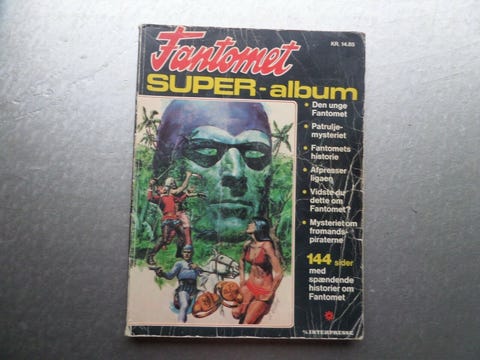 Fantomet
KR. 14.85
SUPER-album
• Den unge
Fantomet
• Patrulje-
mysteriet
• Fantomets
historie
• Afpresser
ligaen
• Vidste du
dette om
Fantomet?
• Mysteriet om
frømands-
piraterne
144 sider
med
spændende
historier om
Fantomet
INTERPRESSE